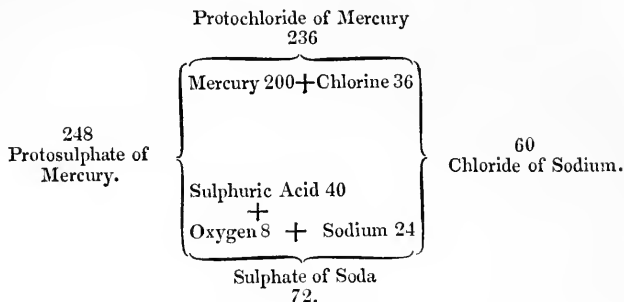 Protochloride of Mercury
236
Mercury 200+Chlorine 36
248
Protosulphate of
Mercury.
60
Chloride of Sodium.
Sulphuric Acid 40
+
Oxygen 8 + Sodium 24
Sulphate of Soda
72.